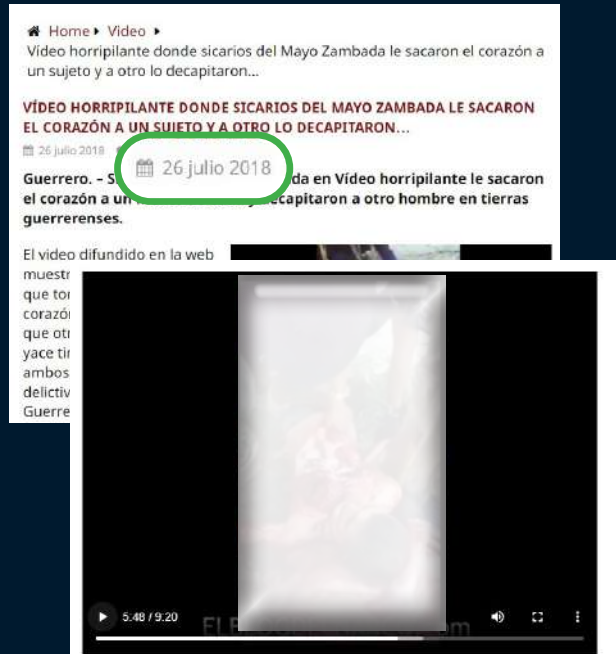 Home Video
Vídeo horripilante donde sicarios del Mayo Zambada le sacaron el corazón a
un sujeto y a otro lo decapitaron...
VÍDEO HORRIPILANTE DONDE SICARIOS DEL MAYO ZAMBADA LE SACARON
EL CORAZÓN A UN SUJETO Y A OTRO LO DECAPITARON...
26 julio 2018
26 julio 2018
Guerrero. – S da en Vídeo horripilante le sacaron
el corazón a un decapitaron a otro hombre en tierras
guerrerenses.
El video difundido en la web
muestr
que tor
corazó
que otr
yace tir
ambos
delictiv
Guerre
5:48 / 9:20